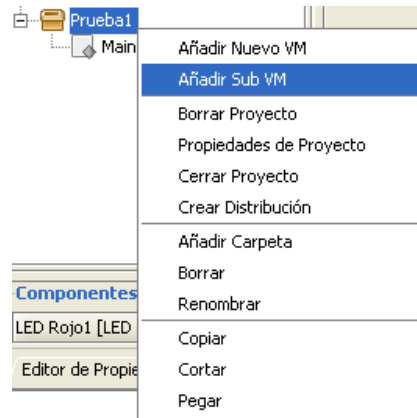 Prueba1
Main
Añadir Nuevo VM
Añadir Sub VM
Borrar Proyecto
Propiedades de Proyecto
Cerrar Proyecto
Crear Distribución
Añadir Carpeta
Borrar
Renombrar
Copiar
Cortar
Pegar
Componentes
LED Rojo1 [LED
Editor de Propie